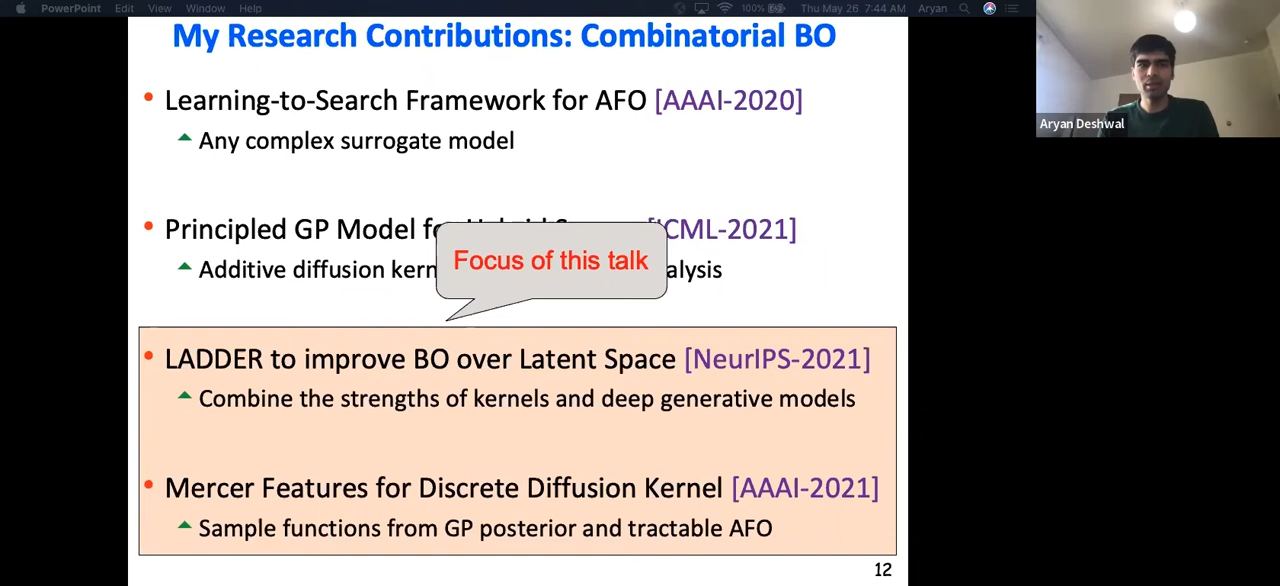 PowerPoint Edit View Window Help 100% Thu May 26 7:44 AM Aryan
My Research Contributions: Combinatorial BO
Aryan Deshwal
• Learning-to-Search Framework for AFO [AAAI-2020]
Any complex surrogate model
• Principled GP Model [ICML-2021]
Additive diffusion
Focus of this talk
• LADDER to improve BO over Latent Space [NeurIPS-2021]
Combine the strengths of kernels and deep generative models
• Mercer Features for Discrete Diffusion Kernel [AAAI-2021]
Sample functions from GP posterior and tractable AFO
12